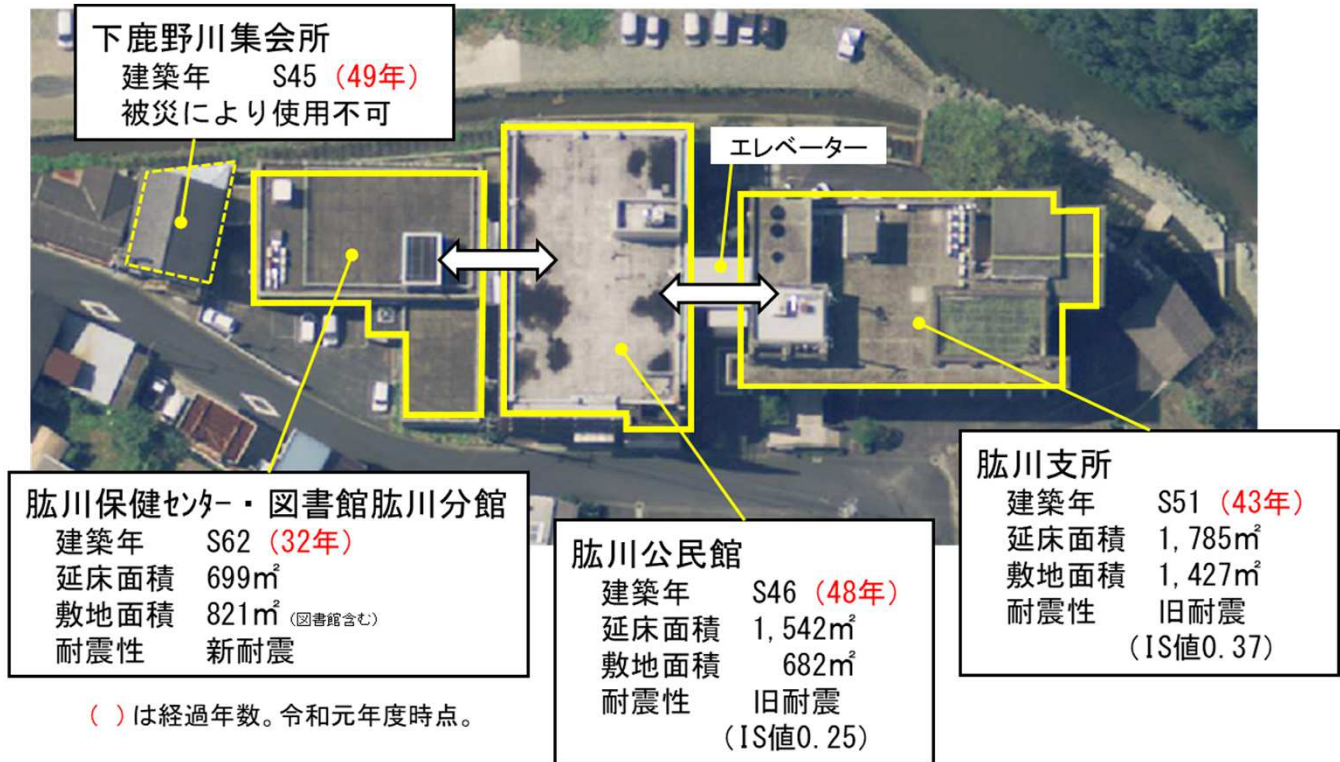 下鹿野川集会所
建築年 S45 (49年)
被災により使用不可
エレベーター
肱川保健センター・図書館肱川分館
建築年 S62 (32年)
延床面積 699㎡
敷地面積 821㎡ (図書館含む)
耐震性 新耐震
肱川公民館
建築年 S46 (48年)
延床面積 1,542㎡
敷地面積 682㎡
耐震性 旧耐震
(IS値0.25)
肱川支所
建築年 S51 (43年)
延床面積 1,785㎡
敷地面積 1,427㎡
耐震性 旧耐震
(IS値0.37)
( )は経過年数。令和元年度時点。